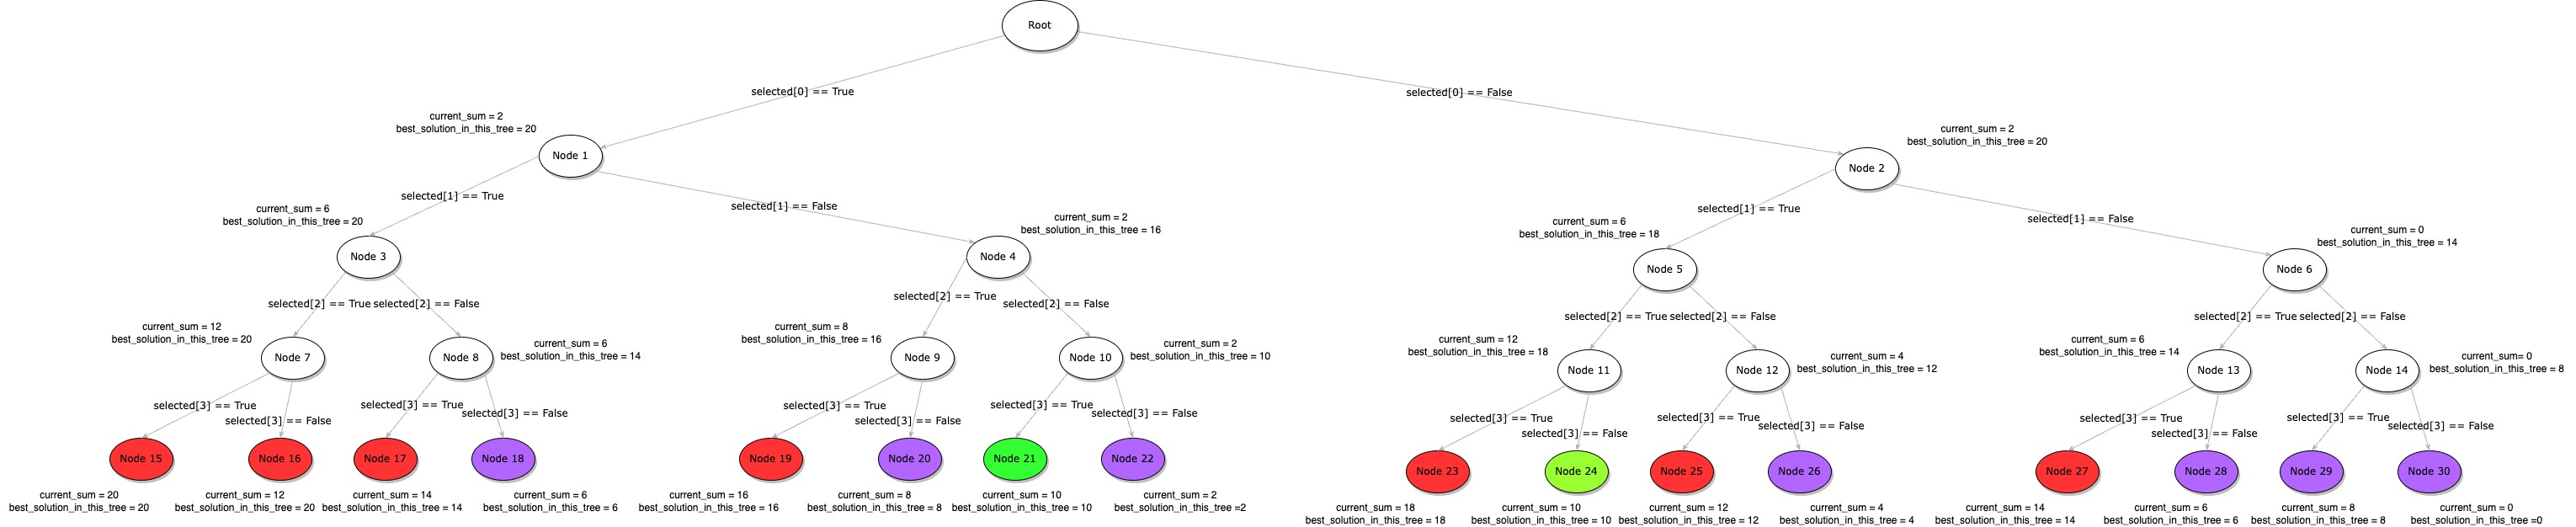 Root
selected[0] == True
selected[0] == False
current_sum = 2
best_solution_in_this_tree = 20
Node 1
current_sum = 2
best_solution_in_this_tree = 20
Node 2
selected[1] == True
selected[1] == False
selected[1] == True
selected[1] == False
current_sum = 6
best_solution_in_this_tree = 20
Node 3
current_sum = 2
best_solution_in_this_tree = 16
Node 4
current_sum = 6
best_solution_in_this_tree = 18
Node 5
current_sum = 0
best_solution_in_this_tree = 14
Node 6
selected[2] == True
selected[2] == False
selected[2] == True
selected[2] == False
selected[2] == True
selected[2] == False
selected[2] == True
selected[2] == False
current_sum = 12
best_solution_in_this_tree = 20
Node 7
Node 8
current_sum = 6
best_solution_in_this_tree = 14
current_sum = 8
best_solution_in_this_tree = 16
Node 9
Node 10
current_sum = 2
best_solution_in_this_tree = 10
current_sum = 12
best_solution_in_this_tree = 18
Node 11
Node 12
current_sum = 4
best_solution_in_this_tree = 12
current_sum = 6
best_solution_in_this_tree = 14
Node 13
Node 14
current_sum= 0
best_solution_in_this_tree = 8
selected[3] == True
selected[3] == False
selected[3] == True
selected[3] == False
selected[3] == True
selected[3] == False
selected[3] == True
selected[3] == False
selected[3] == True
selected[3] == False
selected[3] == True
selected[3] == False
selected[3] == True
selected[3] == False
selected[3] == True
selected[3] == False
Node 15
Node 16
Node 17
Node 18
Node 19
Node 20
Node 21
Node 22
Node 23
Node 24
Node 25
Node 26
Node 27
Node 28
Node 29
Node 30
current_sum = 20
best_solution_in_this_tree = 20
current_sum = 12
best_solution_in_this_tree = 20
current_sum = 14
best_solution_in_this_tree = 14
current_sum = 6
best_solution_in_this_tree = 6
current_sum = 16
best_solution_in_this_tree = 16
current_sum = 8
best_solution_in_this_tree = 8
current_sum = 10
best_solution_in_this_tree = 10
current_sum = 2
best_solution_in_this_tree =2
current_sum = 18
best_solution_in_this_tree = 18
current_sum = 10
best_solution_in_this_tree = 10
current_sum = 12
best_solution_in_this_tree = 12
current_sum = 4
best_solution_in_this_tree = 4
current_sum = 14
best_solution_in_this_tree = 14
current_sum = 6
best_solution_in_this_tree = 6
current_sum = 8
best_solution_in_this_tree = 8
current_sum = 0
best_solution_in_this_tree =0